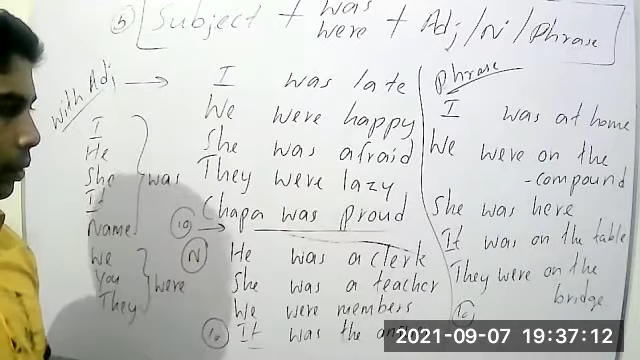 b) Subject + was
were + Adj/N/Phrase
With Adj → I was late
We were happy
She was afraid
They were lazy
Chapa was proud
I
He
She
It
Name
was
We
You
They
were
10
N He was a clerk
She was a teacher
We were members
10 It was the
Phrase
I was at home
We were on the
-compound
She was here
It was on the table
They were on the
bridge
10
2021-09-07 19:37:12